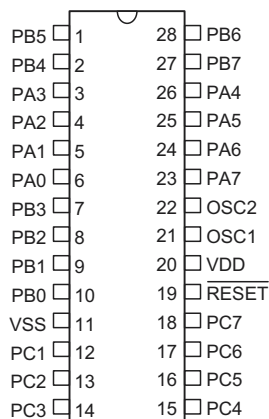 PB5 1 28 PB6
PB4 2 27 PB7
PA3 3 26 PA4
PA2 4 25 PA5
PA1 5 24 PA6
PA0 6 23 PA7
PB3 7 22 OSC2
PB2 8 21 OSC1
PB1 9 20 VDD
PB0 10 19 RESET
VSS 11 18 PC7
PC1 12 17 PC6
PC2 13 16 PC5
PC3 14 15 PC4